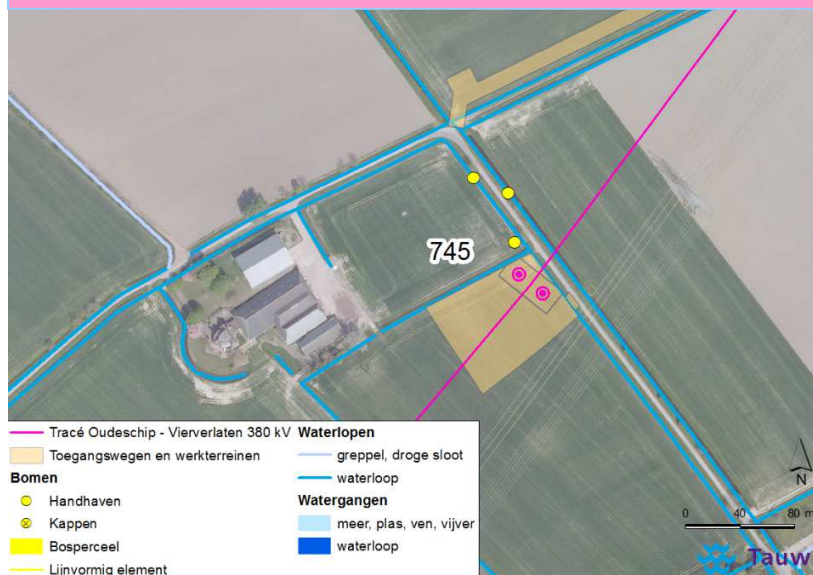 745
Tracé Oudeschip - Vierverlaten 380 kV
Toegangswegen en werkterreinen
Bomen
Handhaven
Kappen
Bosperceel
Lijnvormig element
Waterlopen
greppel, droge sloot
waterloop
Watergangen
meer, plas, ven, vijver
waterloop
N
0 40 80 m
Tauw